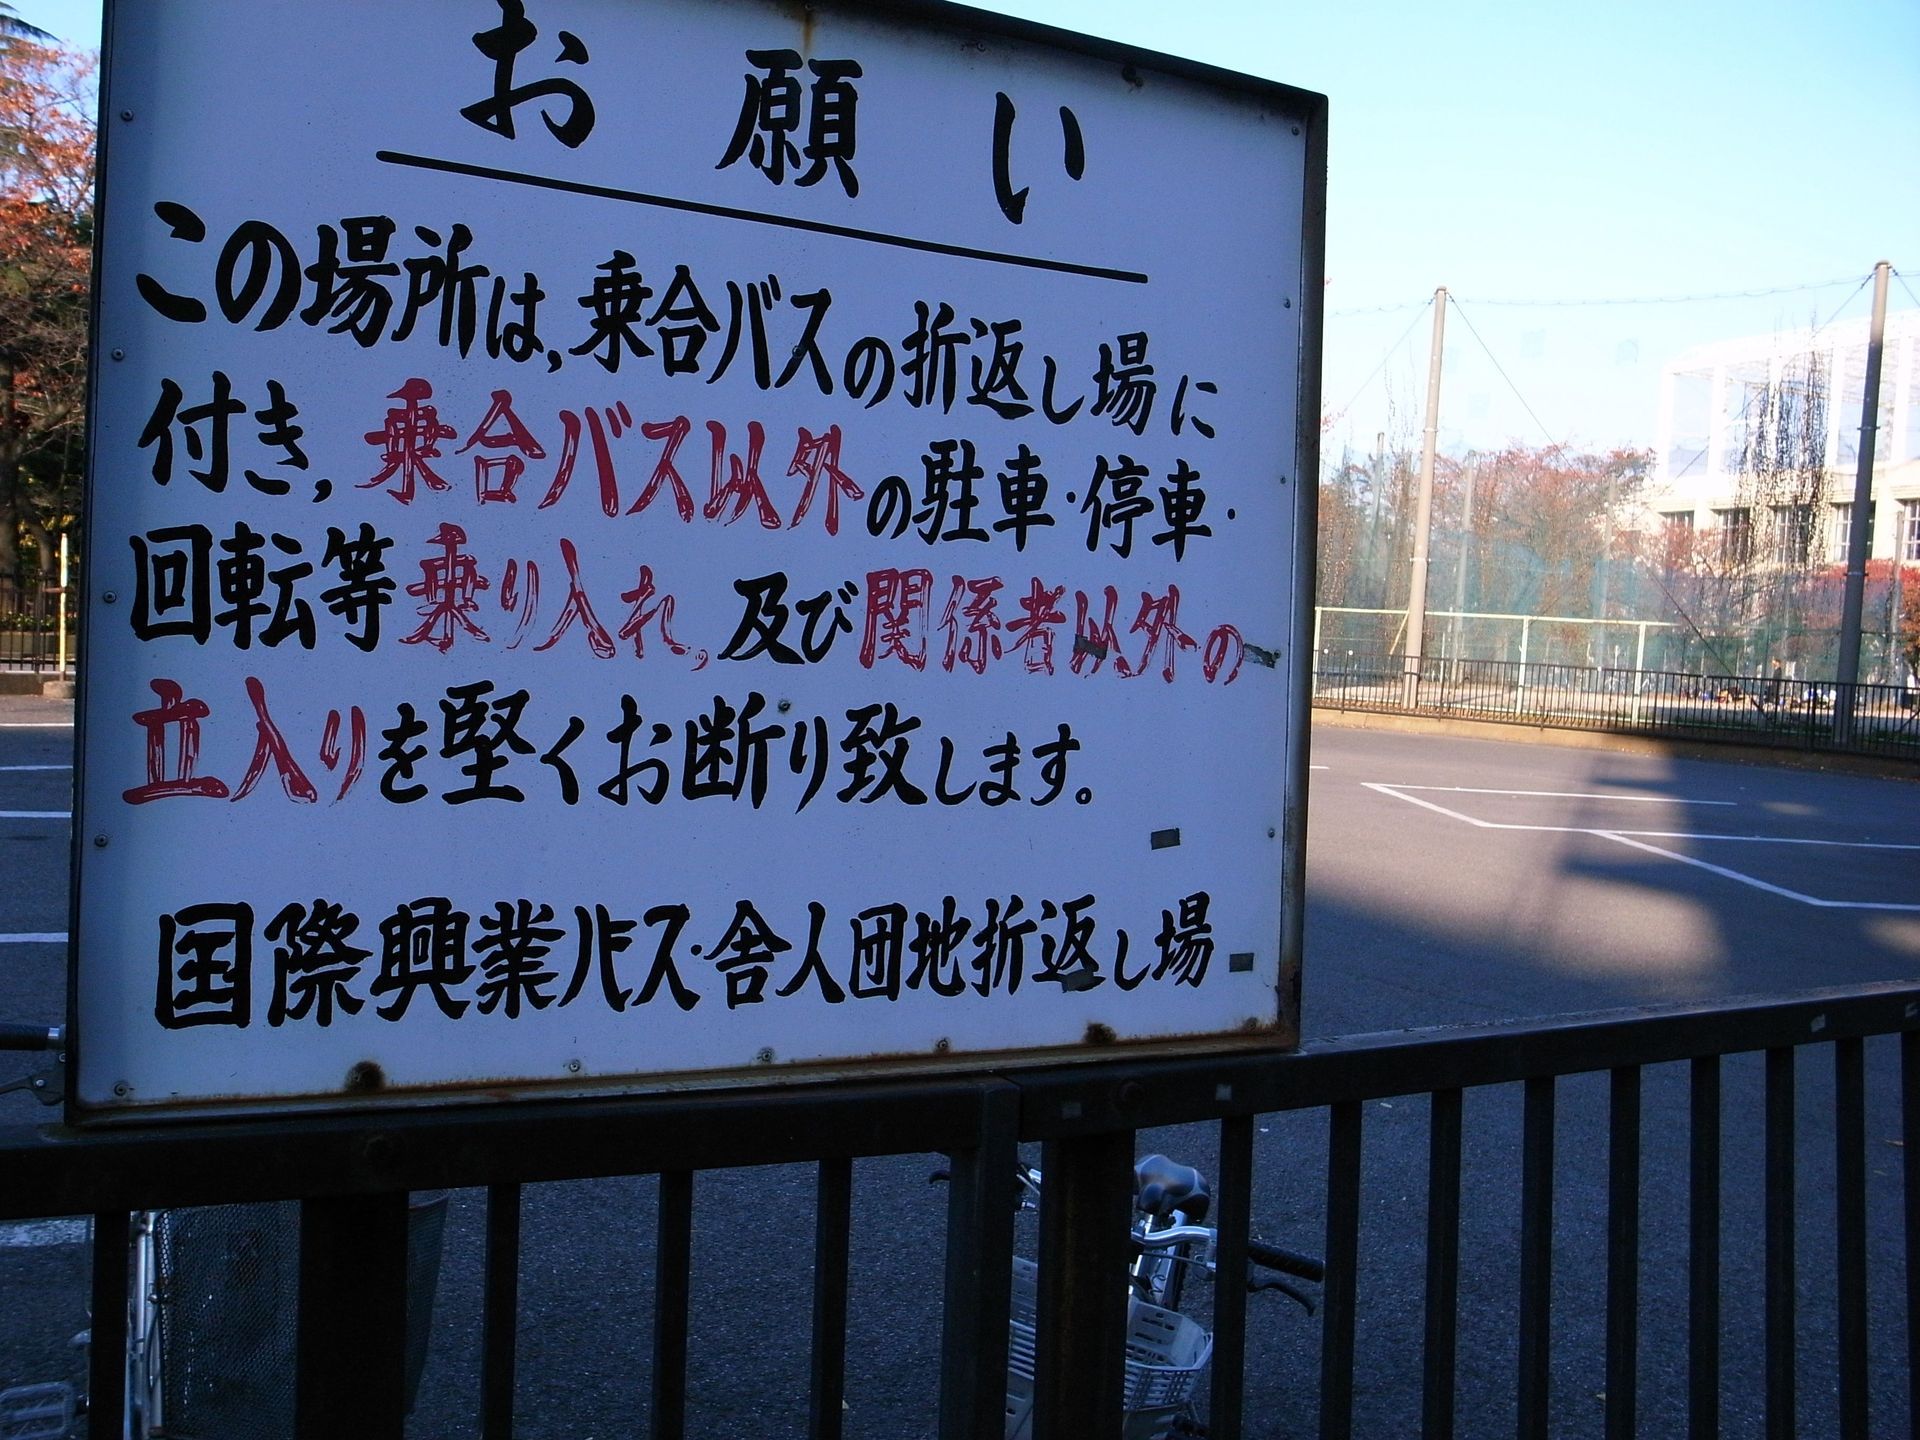 お願い
この場所は,乗合バスの折返し場に
付き,乗合バス以外の駐車・停車・
回転等乗り入れ,及び関係者以外の
立入りを堅くお断り致します。
国際興業バス・舎人団地折返し場